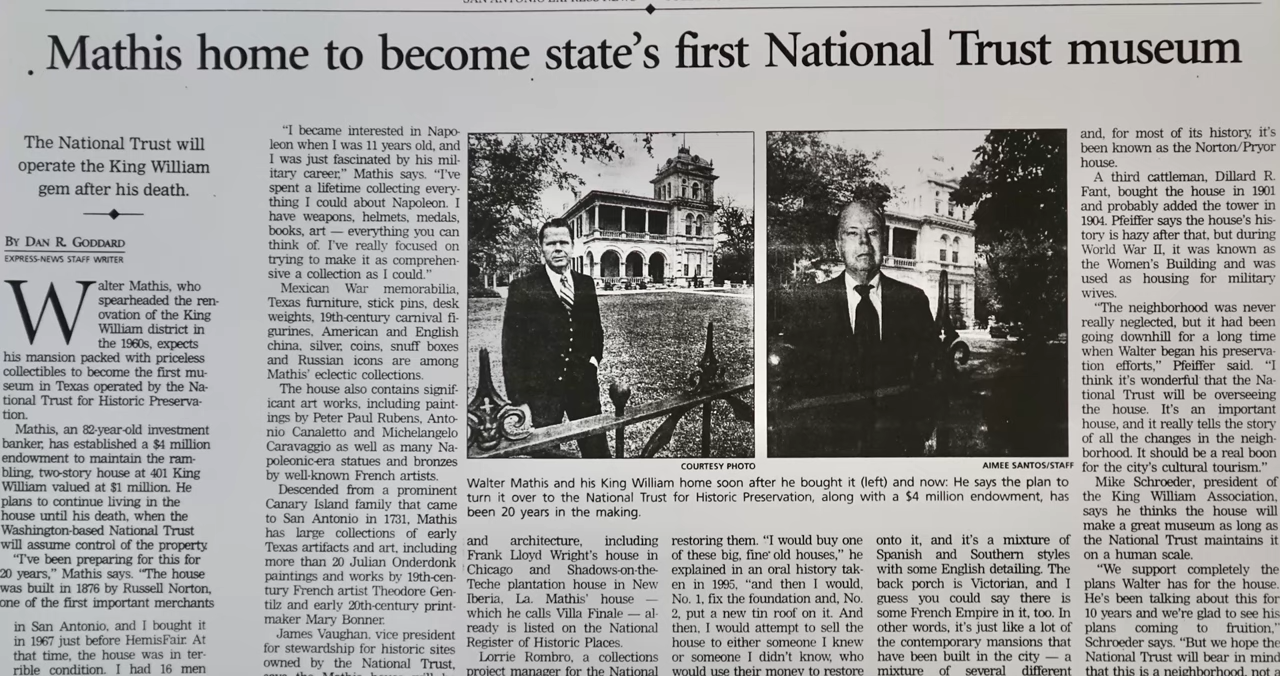 Mathis home to become state's first National Trust museum
The National Trust will
operate the King William
gem after his death.
BY DAN R. GODDARD
EXPRESS-NEWS STAFF WRITER
Walter Mathis, who
spearheaded the ren-
ovation of the King
William district in
the 1960s, expects
his mansion packed with priceless
collectibles to become the first mu-
seum in Texas operated by the Na-
tional Trust for Historic Preserva-
tion.
Mathis, an 82-year-old investment
banker, has established a $4 million
endowment to maintain the ram-
bling, two-story house at 401 King
William valued at $1 million. He
plans to continue living in the
house until his death, when the
Washington-based National Trust
will assume control of the property.
"I've been preparing for this for
20 years," Mathis says. "The house
was built in 1876 by Russell Norton,
one of the first important merchants
in San Antonio, and I bought it
in 1967 just before HemisFair. At
that time, the house was in ter-
rible condition. I had 16 men
"I became interested in Napo-
leon when I was 11 years old, and
I was just fascinated by his mil-
itary career," Mathis says. "I've
spent a lifetime collecting every-
thing I could about Napoleon. I
have weapons, helmets, medals,
books, art — everything you can
think of. I've really focused on
trying to make it as comprehen-
sive a collection as I could."
Mexican War memorabilia,
Texas furniture, stick pins, desk
weights, 19th-century carnival fi-
gurines, American and English
china, silver, coins, snuff boxes
and Russian icons are among
Mathis' eclectic collections.
The house also contains signif-
icant art works, including paint-
ings by Peter Paul Rubens, Anto-
nio Canaletto and Michelangelo
Caravaggio as well as many Na-
poleonic-era statues and bronzes
by well-known French artists.
Descended from a prominent
Canary Island family that came
to San Antonio in 1731, Mathis
has large collections of early
Texas artifacts and art, including
more than 20 Julian Onderdonk
paintings and works by 19th-cen-
tury French artist Theodore Gen-
tilz and early 20th-century print-
maker Mary Bonner.
James Vaughan, vice president
for stewardship for historic sites
owned by the National Trust,
COURTESY PHOTO
AIMEE SANTOS/STAFF
Walter Mathis and his King William home soon after he bought it (left) and now: He says the plan to
turn it over to the National Trust for Historic Preservation, along with a $4 million endowment, has
been 20 years in the making.
and architecture, including
Frank Lloyd Wright's house in
Chicago and Shadows-on-the-
Teche plantation house in New
Iberia, La. Mathis' house —
which he calls Villa Finale — al-
ready is listed on the National
Register of Historic Places.
Lorrie Rombro, a collections
project manager for the National
restoring them. "I would buy one
of these big, fine old houses," he
explained in an oral history tak-
en in 1995, "and then I would,
No. 1, fix the foundation and, No.
2, put a new tin roof on it. And
then, I would attempt to sell the
house to either someone I knew
or someone I didn't know, who
would use their money to restore
onto it, and it's a mixture of
Spanish and Southern styles
with some English detailing. The
back porch is Victorian, and I
guess you could say there is
some French Empire in it, too. In
other words, it's just like a lot of
the contemporary mansions that
have been built in the city — a
mixture of several different
and, for most of its history, it's
been known as the Norton/Pryor
house.
A third cattleman, Dillard R.
Fant, bought the house in 1901
and probably added the tower in
1904. Pfeiffer says the house's his-
tory is hazy after that, but during
World War II, it was known as
the Women's Building and was
used as housing for military
wives.
"The neighborhood was never
really neglected, but it had been
going downhill for a long time
when Walter began his preserva-
tion efforts," Pfeiffer said. "I
think it's wonderful that the Na-
tional Trust will be overseeing
the house. It's an important
house, and it really tells the story
of all the changes in the neigh-
borhood. It should be a real boon
for the city's cultural tourism."
Mike Schroeder, president of
the King William Association,
says he thinks the house will
make a great museum as long as
the National Trust maintains it
on a human scale.
"We support completely the
plans Walter has for the house.
He's been talking about this for
10 years and we're glad to see his
plans coming to fruition,"
Schroeder says. "But we hope the
National Trust will bear in mind
that this is a neighborhood, not a